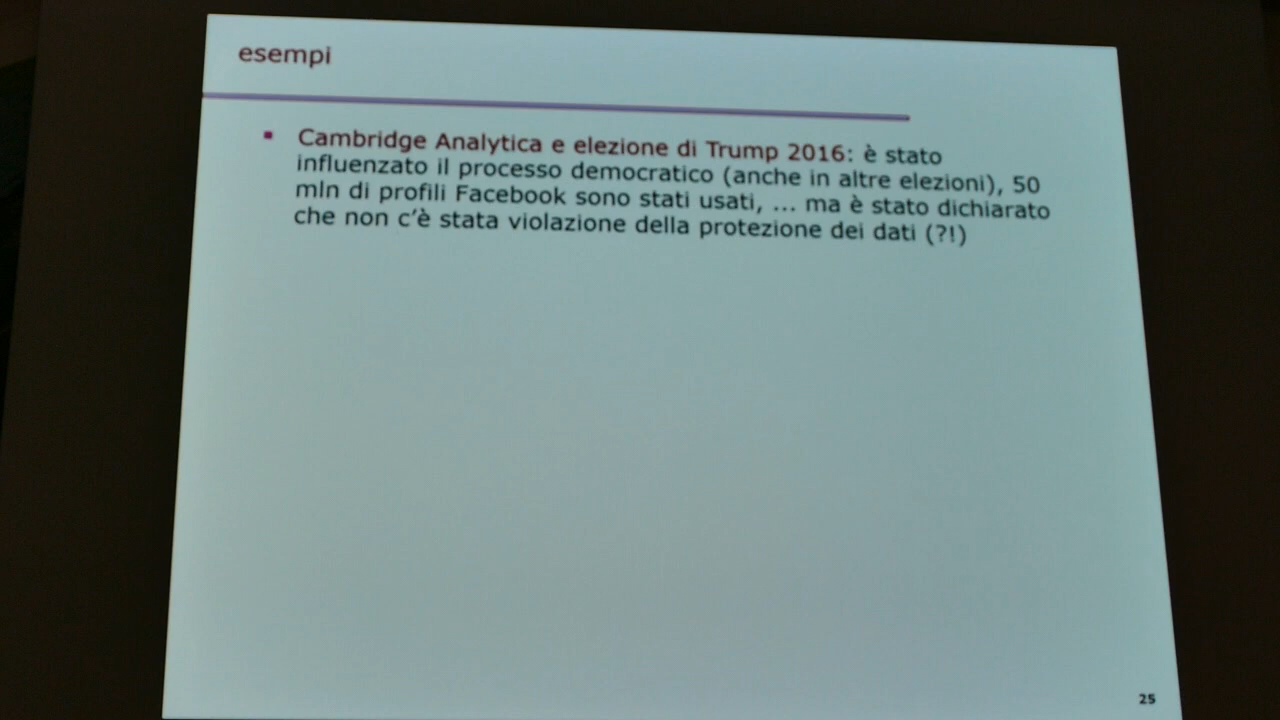 esempi
▪ Cambridge Analytica e elezione di Trump 2016: è stato
influenzato il processo democratico (anche in altre elezioni), 50
mln di profili Facebook sono stati usati, ... ma è stato dichiarato
che non c'è stata violazione della protezione dei dati (?!)
25